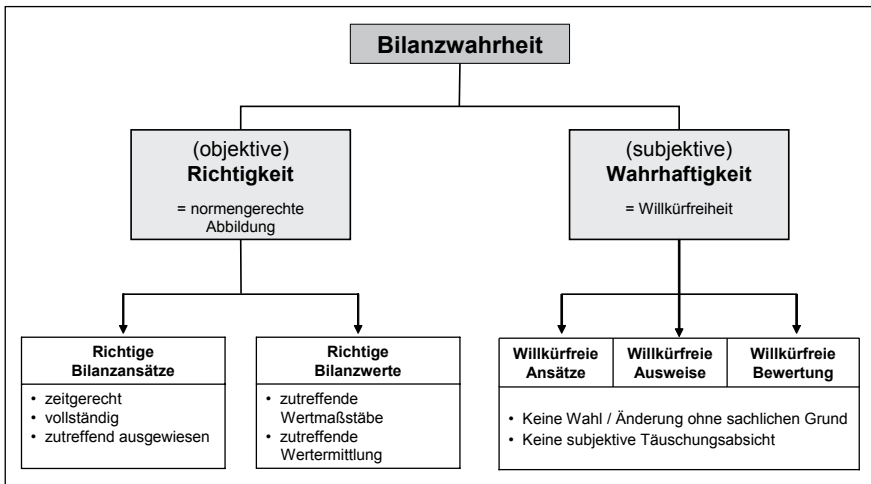 Bilanzwahrheit
(objektive)
Richtigkeit
= normengerechte
Abbildung
(subjektive)
Wahrhaftigkeit
= Willkürfreiheit
Richtige
Bilanzansätze
• zeitgerecht
• vollständig
• zutreffend ausgewiesen
Richtige
Bilanzwerte
• zutreffende
Wertmaßstäbe
• zutreffende
Wertermittlung
Willkürfreie
Ansätze
Willkürfreie
Ausweise
Willkürfreie
Bewertung
• Keine Wahl / Änderung ohne sachlichen Grund
• Keine subjektive Täuschungsabsicht